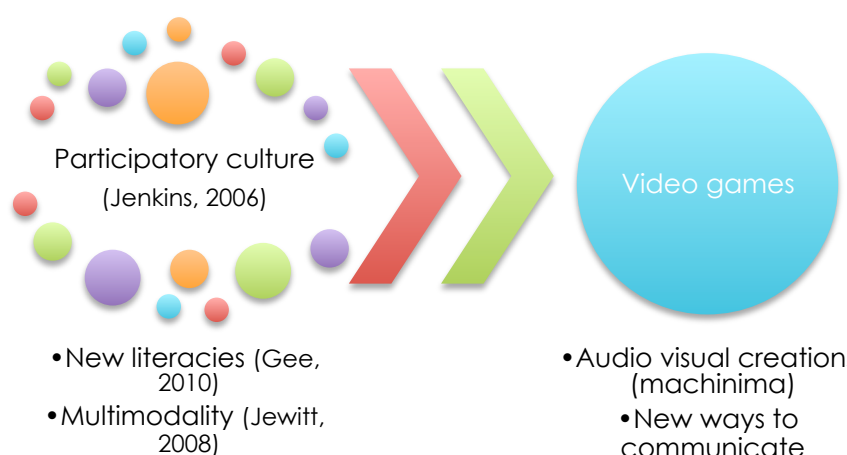 Participatory culture
(Jenkins, 2006)
Video games
•New literacies (Gee,
2010)
•Multimodality (Jewitt,
2008)
•Audio visual creation
(machinima)
•New ways to
communicate